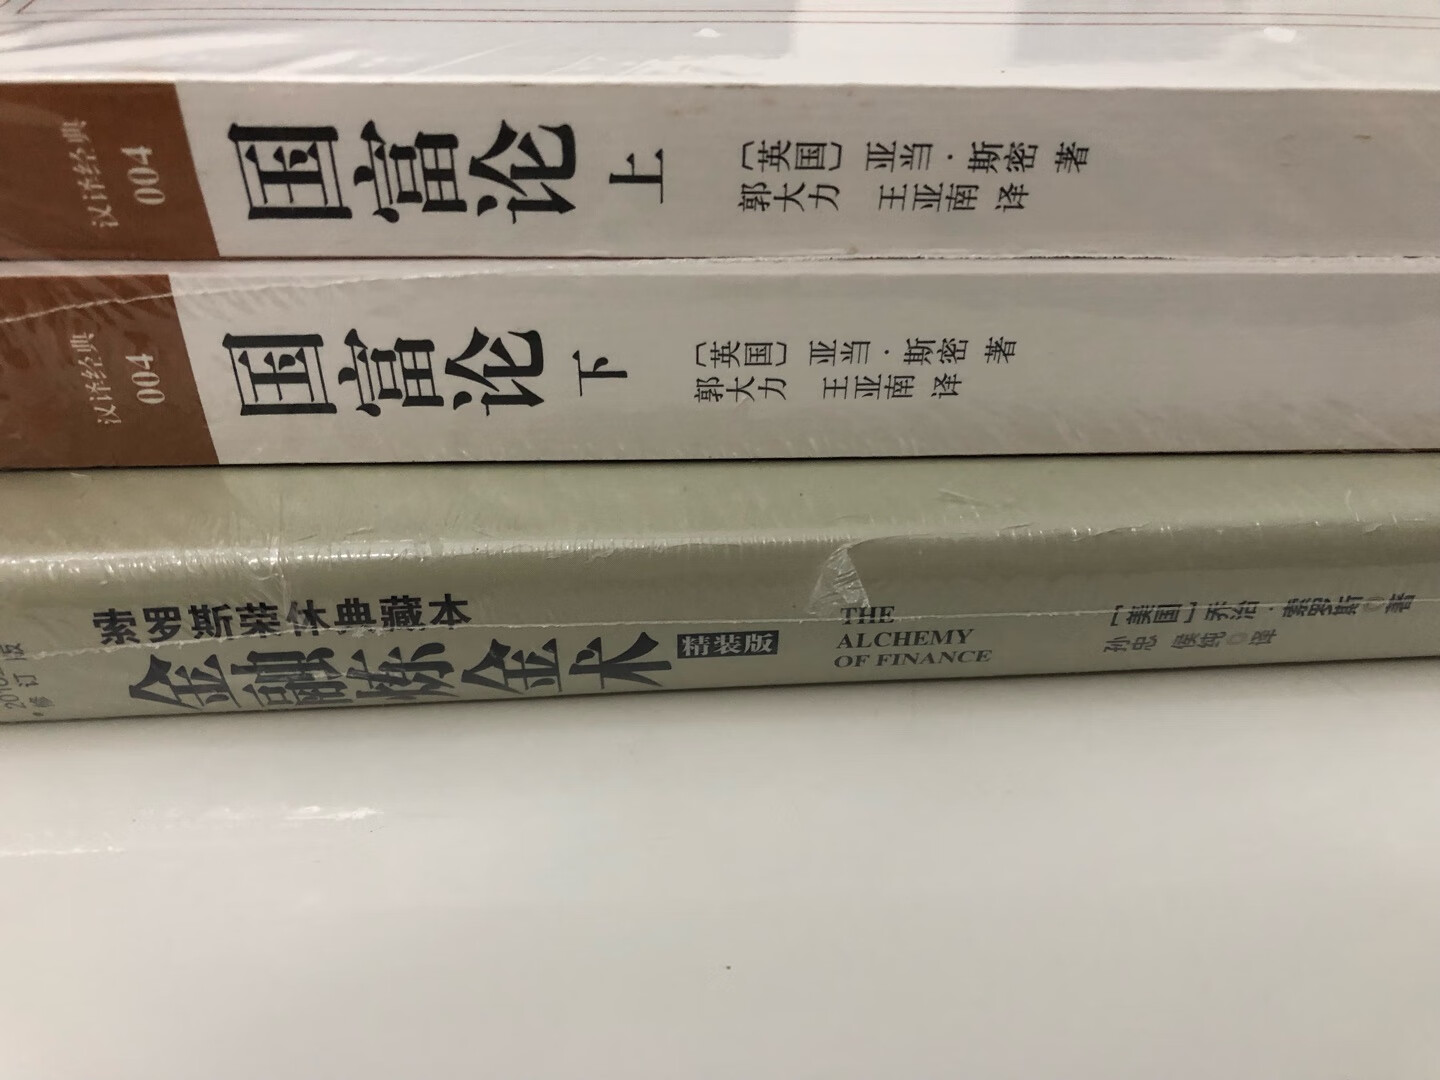 汉译经典
004
国富论 上
〔英国〕 亚当·斯密 著
郭大力 王亚南 译
汉译经典
004
国富论 下
〔英国〕 亚当·斯密 著
郭大力 王亚南 译
索罗斯荣休典藏本
金融炼金术 精装版
THE
ALCHEMY
OF FINANCE
[美国] 乔治·索罗斯◎著
孙忠 侯纯◎译